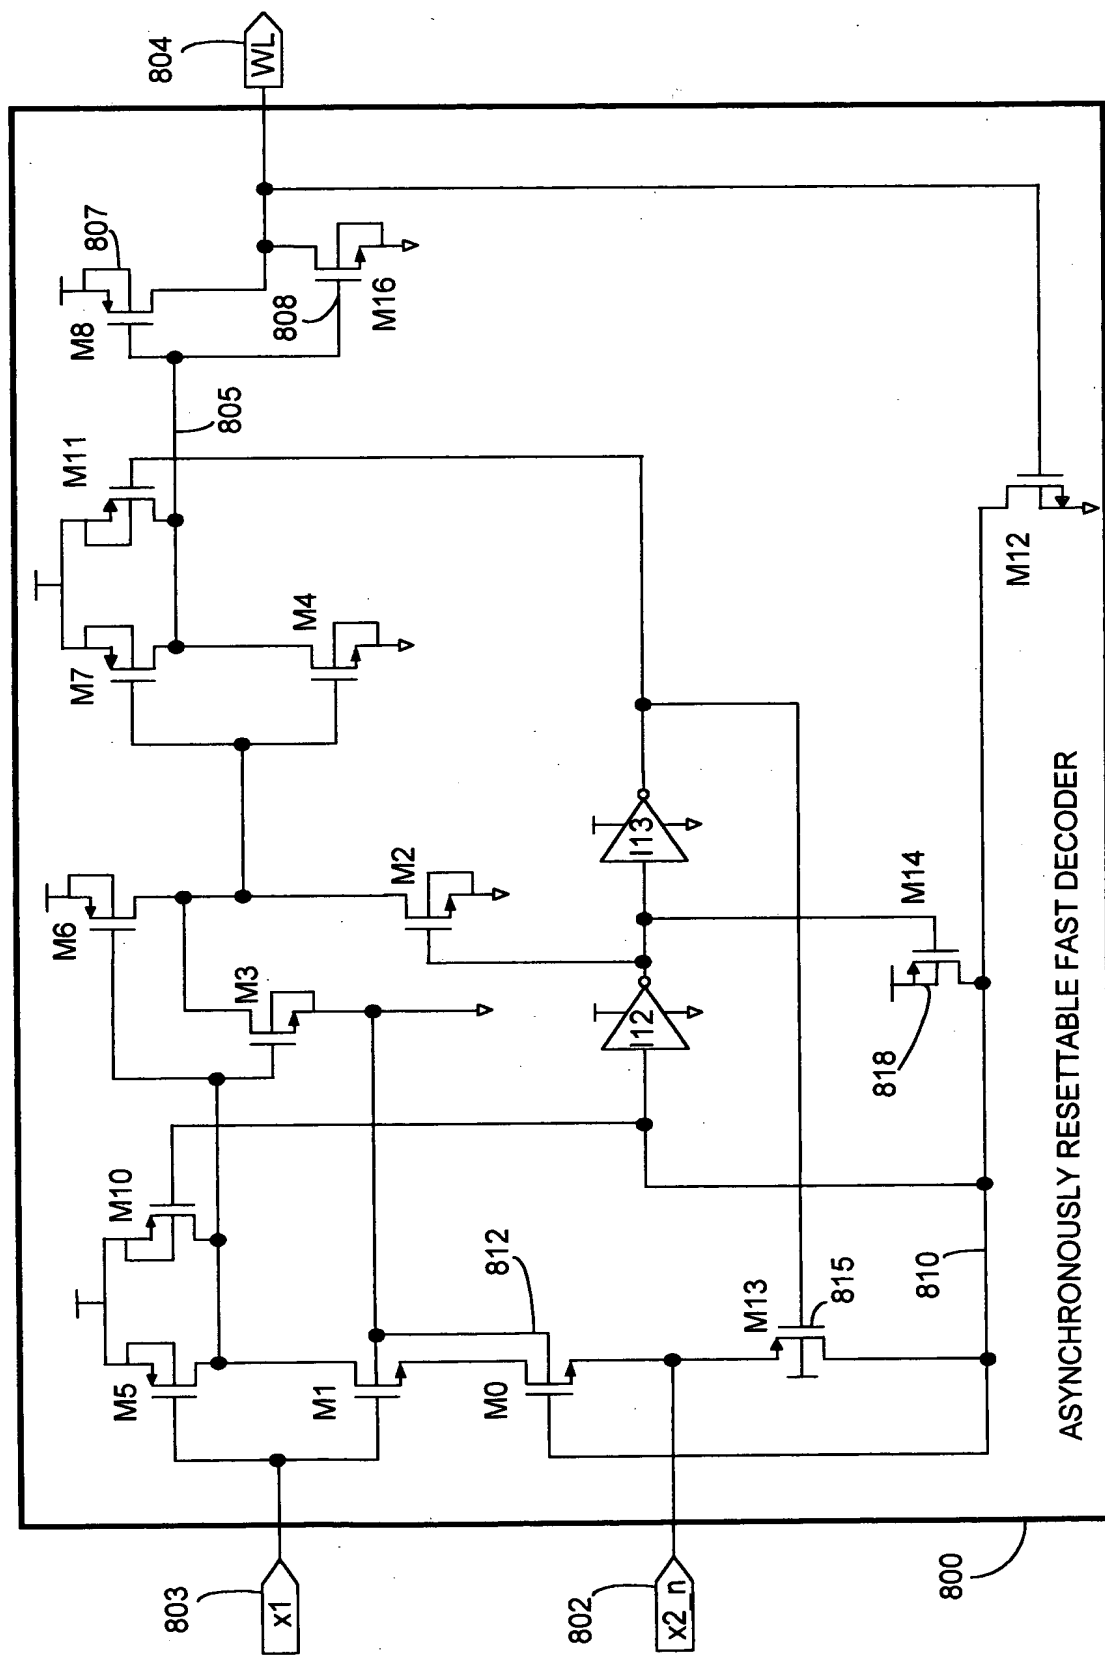 804
WL
807
M8
808
M16
805
M11
M7
M4
M6
M3
M2
M10
M5
M1
812
M0
803
x1
802
x2_n
I12
I13
M14
818
M13
815
810
M12
800
ASYNCHRONOUSLY RESETTABLE FAST DECODER